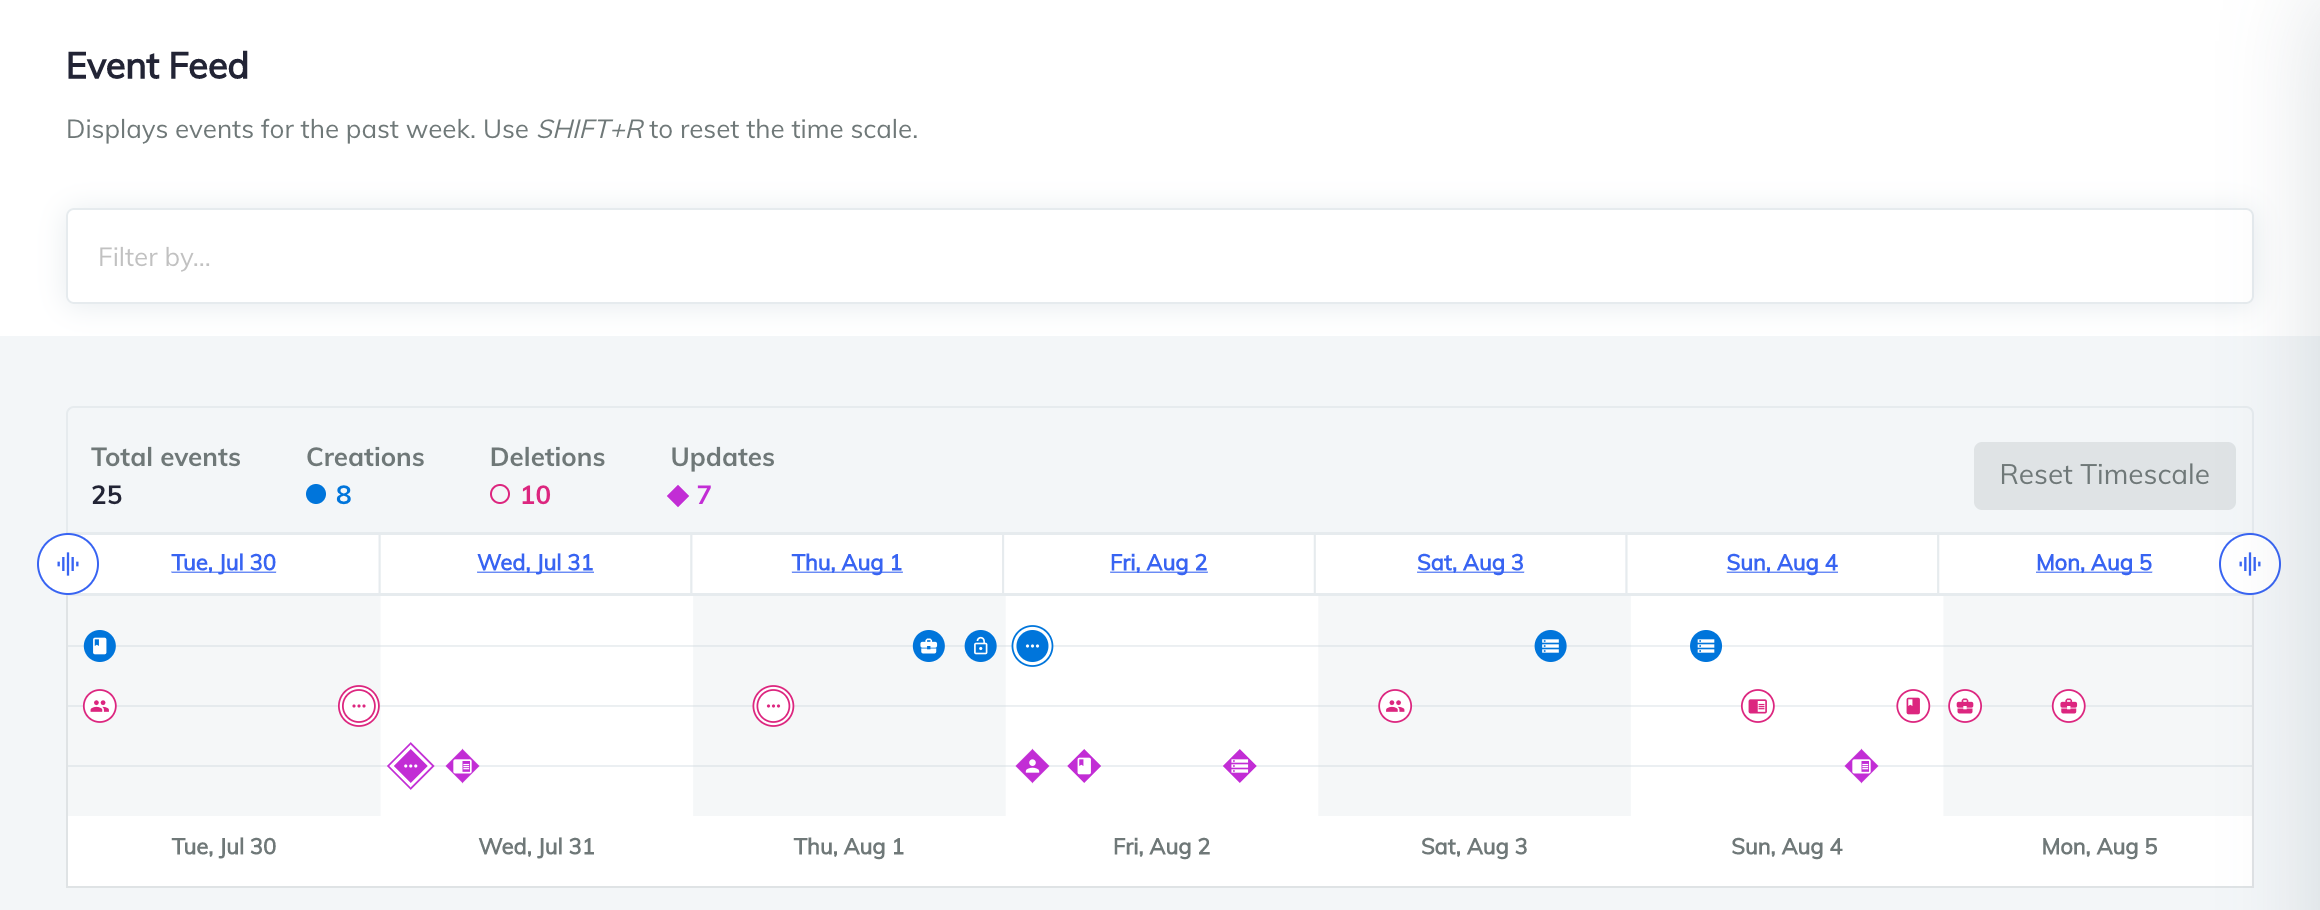 Event Feed
Displays events for the past week. Use SHIFT+R to reset the time scale.
Filter by...
Total events Creations Deletions Updates
25 8 10 7
Reset Timescale
Tue, Jul 30 Wed, Jul 31 Thu, Aug 1 Fri, Aug 2 Sat, Aug 3 Sun, Aug 4 Mon, Aug 5
Tue, Jul 30 Wed, Jul 31 Thu, Aug 1 Fri, Aug 2 Sat, Aug 3 Sun, Aug 4 Mon, Aug 5